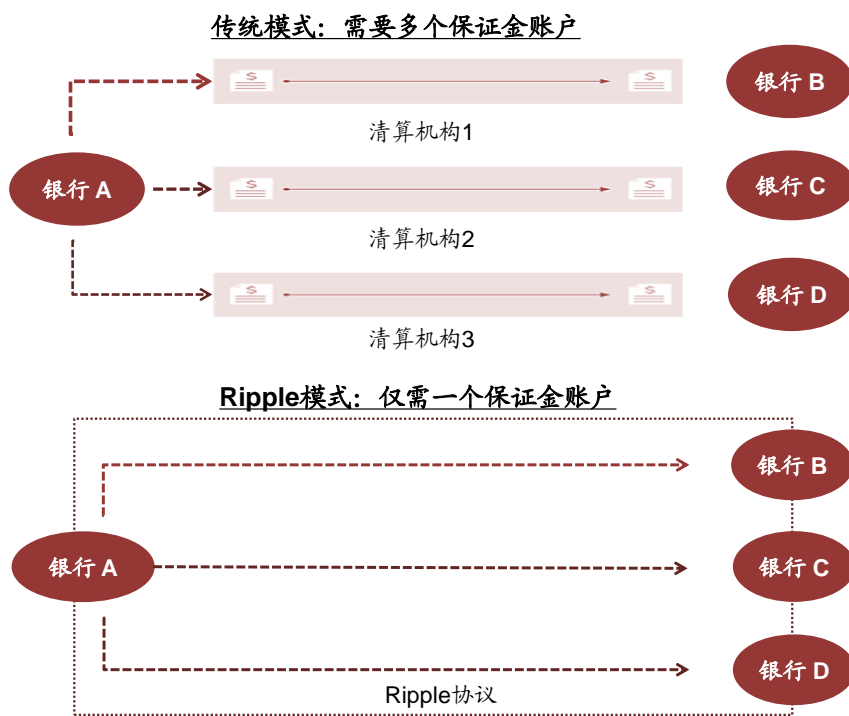 传统模式：需要多个保证金账户
$
$
银行 B
清算机构1
银行 A
$
$
银行 C
清算机构2
$
$
银行 D
清算机构3
Ripple模式：仅需一个保证金账户
银行 B
银行 A
银行 C
银行 D
Ripple协议